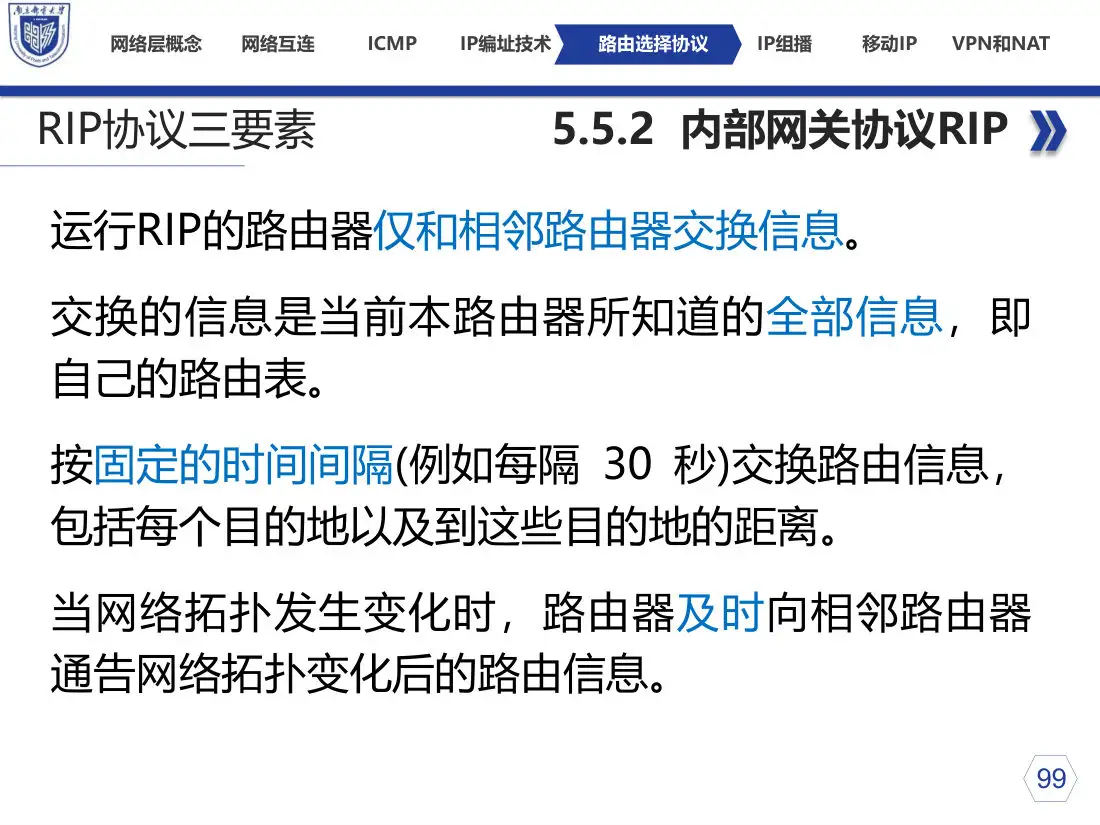 网络层概念 网络互连 ICMP IP编址技术 路由选择协议 IP组播 移动IP VPN和NAT
RIP协议三要素 5.5.2 内部网关协议RIP
运行RIP的路由器仅和相邻路由器交换信息。
交换的信息是当前本路由器所知道的全部信息，即
自己的路由表。
按固定的时间间隔(例如每隔 30 秒)交换路由信息，
包括每个目的地以及到这些目的地的距离。
当网络拓扑发生变化时，路由器及时向相邻路由器
通告网络拓扑变化后的路由信息。
99